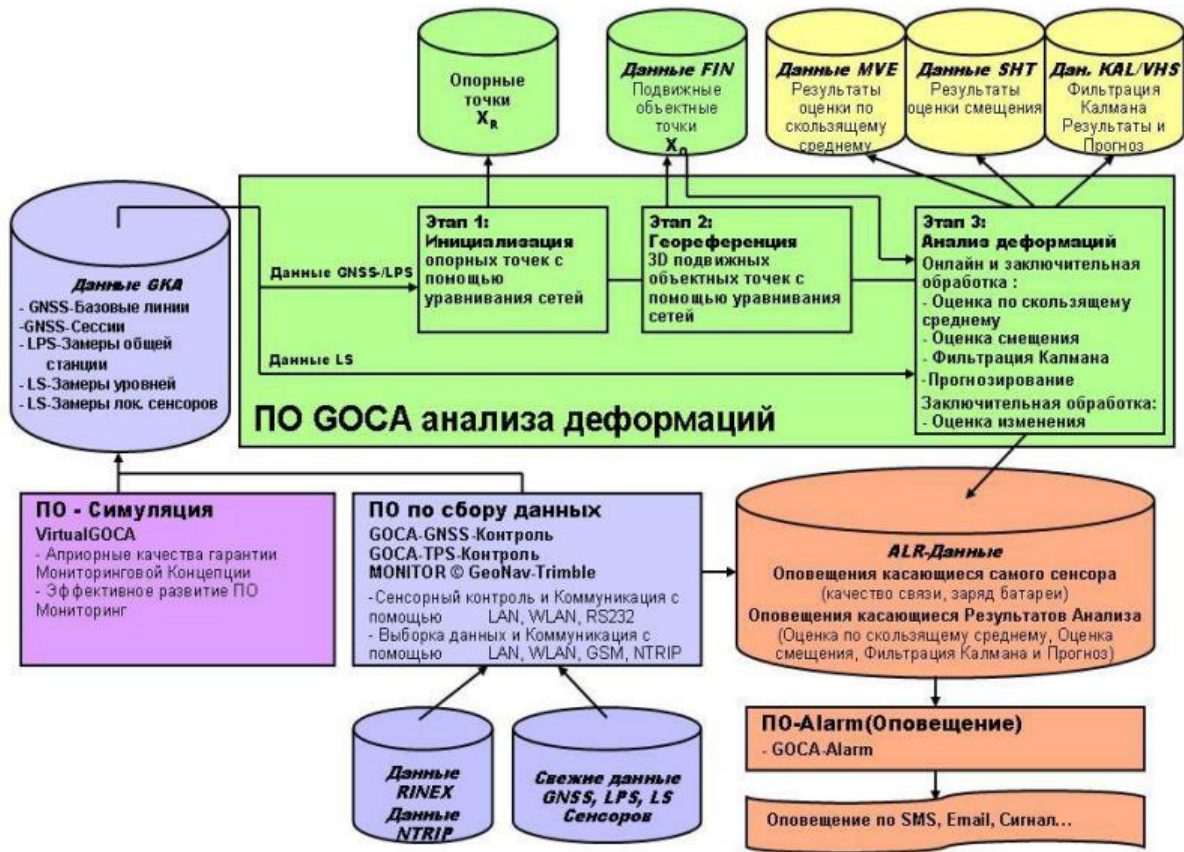 Опорные
точки
X_R
Данные FIN
Подвижные
объектные
точки
X_O
Данные MVE
Результаты
оценки по
скользящему
среднему
Данные SHT
Результаты
оценки смещения
Дан. KAL/VHS
Фильтрация
Калмана
Результаты и
Прогноз
Данные GKA
- GNSS-Базовые линии
-GNSS-Сессии
- LPS-Замеры общей
станции
- LS-Замеры уровней
- LS-Замеры лок. сенсоров
Данные GNSS-/LPS
Данные LS
Этап 1:
Инициализация
опорных точек с
помощью
уравнивания сетей
Этап 2:
Геореференция
3D подвижных
объектных точек с
помощью уравнивания
сетей
Этап 3:
Анализ деформаций
Онлайн и заключительная
обработка :
- Оценка по скользящему
среднему
- Оценка смещения
- Фильтрация Калмана
-Прогнозирование
Заключительная обработка:
- Оценка изменения
ПО GOCA анализа деформаций
ПО - Симуляция
VirtualGOCA
- Априорные качества гарантии
Мониторинговой Концепции
- Эффективное развитие ПО
Мониторинг
ПО по сбору данных
GOCA-GNSS-Контроль
GOCA-TPS-Контроль
MONITOR © GeoNav-Trimble
-Сенсорный контроль и Коммуникация с
помощью LAN, WLAN, RS232
- Выборка данных и Коммуникация с
помощью LAN, WLAN, GSM, NTRIP
ALR-Данные
Оповещения касающиеся самого сенсора
(качество связи, заряд батареи)
Оповещения касающиеся Результатов Анализа
(Оценка по скользящему среднему, Оценка
смещения, Фильтрация Калмана и Прогноз)
Данные
RINEX
Данные
NTRIP
Свежие данные
GNSS, LPS, LS
Сенсоров
ПО-Alarm(Оповещение)
- GOCA-Alarm
Оповещение по SMS, Email, Сигнал...